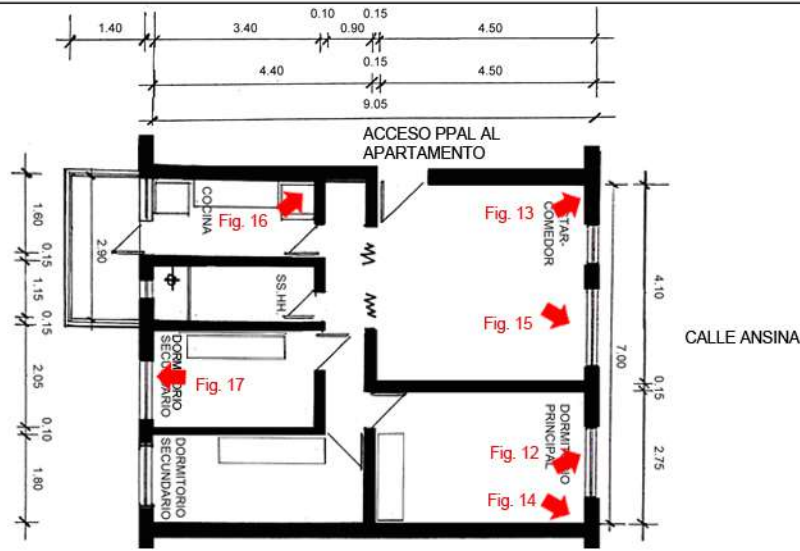 0.10 0.15
1.40 3.40 0.90 4.50
0.15
4.40 4.50
9.05
ACCESO PPAL AL
APARTAMENTO
COCINA
Fig. 16
Fig. 13
COMEDOR
1.60
2.90
0.15
SS.HH.
1.15
0.15
4.10
Fig. 15
CALLE ANSINA
7.00
DORMITORIO
SECUNDARIO
Fig. 17
2.05
0.15
0.10
DORMITORIO
PRINCIPAL
DORMITORIO
SECUNDARIO
Fig. 12
2.75
1.80
Fig. 14